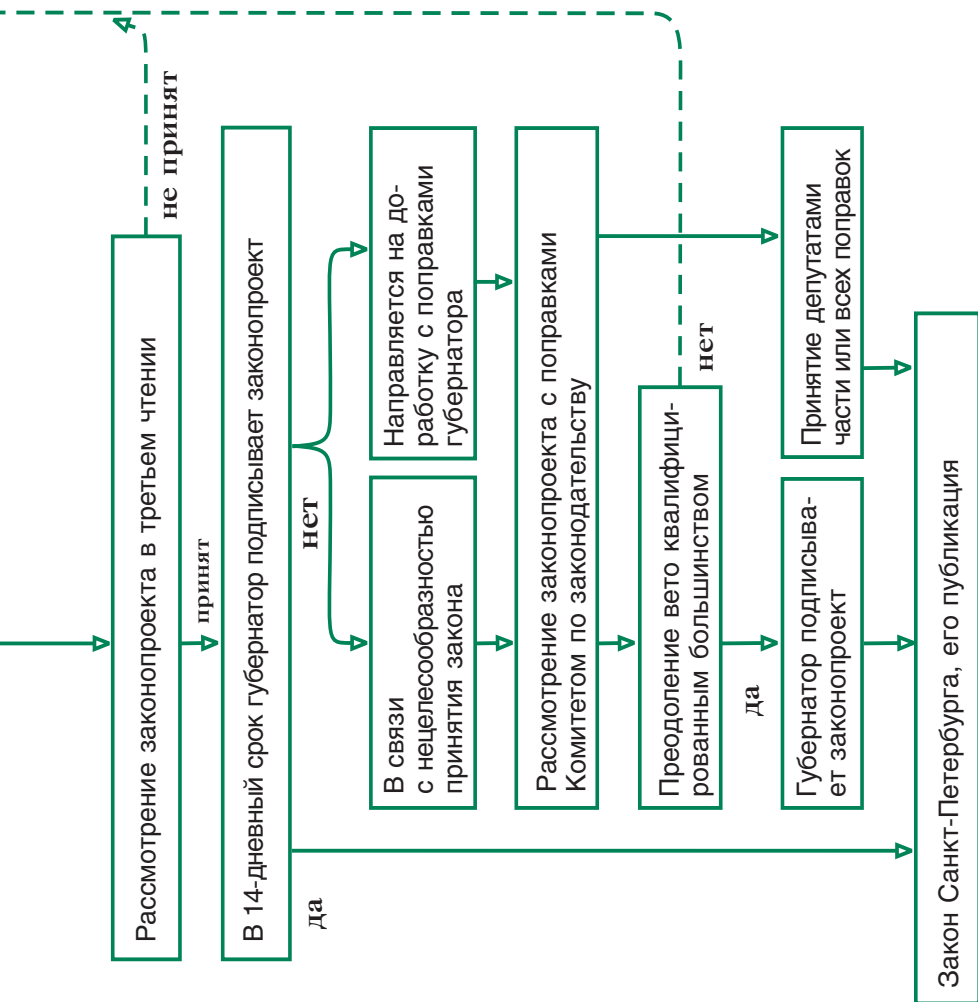 Рассмотрение законопроекта в третьем чтении
не принят
принят
В 14-дневный срок губернатор подписывает законопроект
да
нет
В связи
с нецелесообразностью
принятия закона
Направляется на до-
работку с поправками
губернатора
Рассмотрение законопроекта с поправками
Комитетом по законодательству
Преодоление вето квалифици-
рованным большинством
нет
да
Губернатор подписыва-
ет законопроект
Принятие депутатами
части или всех поправок
Закон Санкт-Петербурга, его публикация